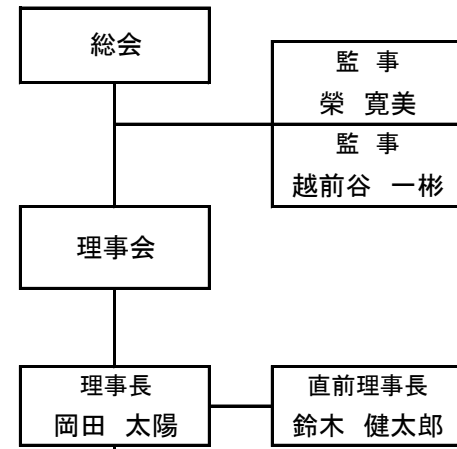 総会
監　事
榮　寛美
監　事
越前谷　一彬
理事会
理事長
岡田　太陽
直前理事長
鈴木　健太郎